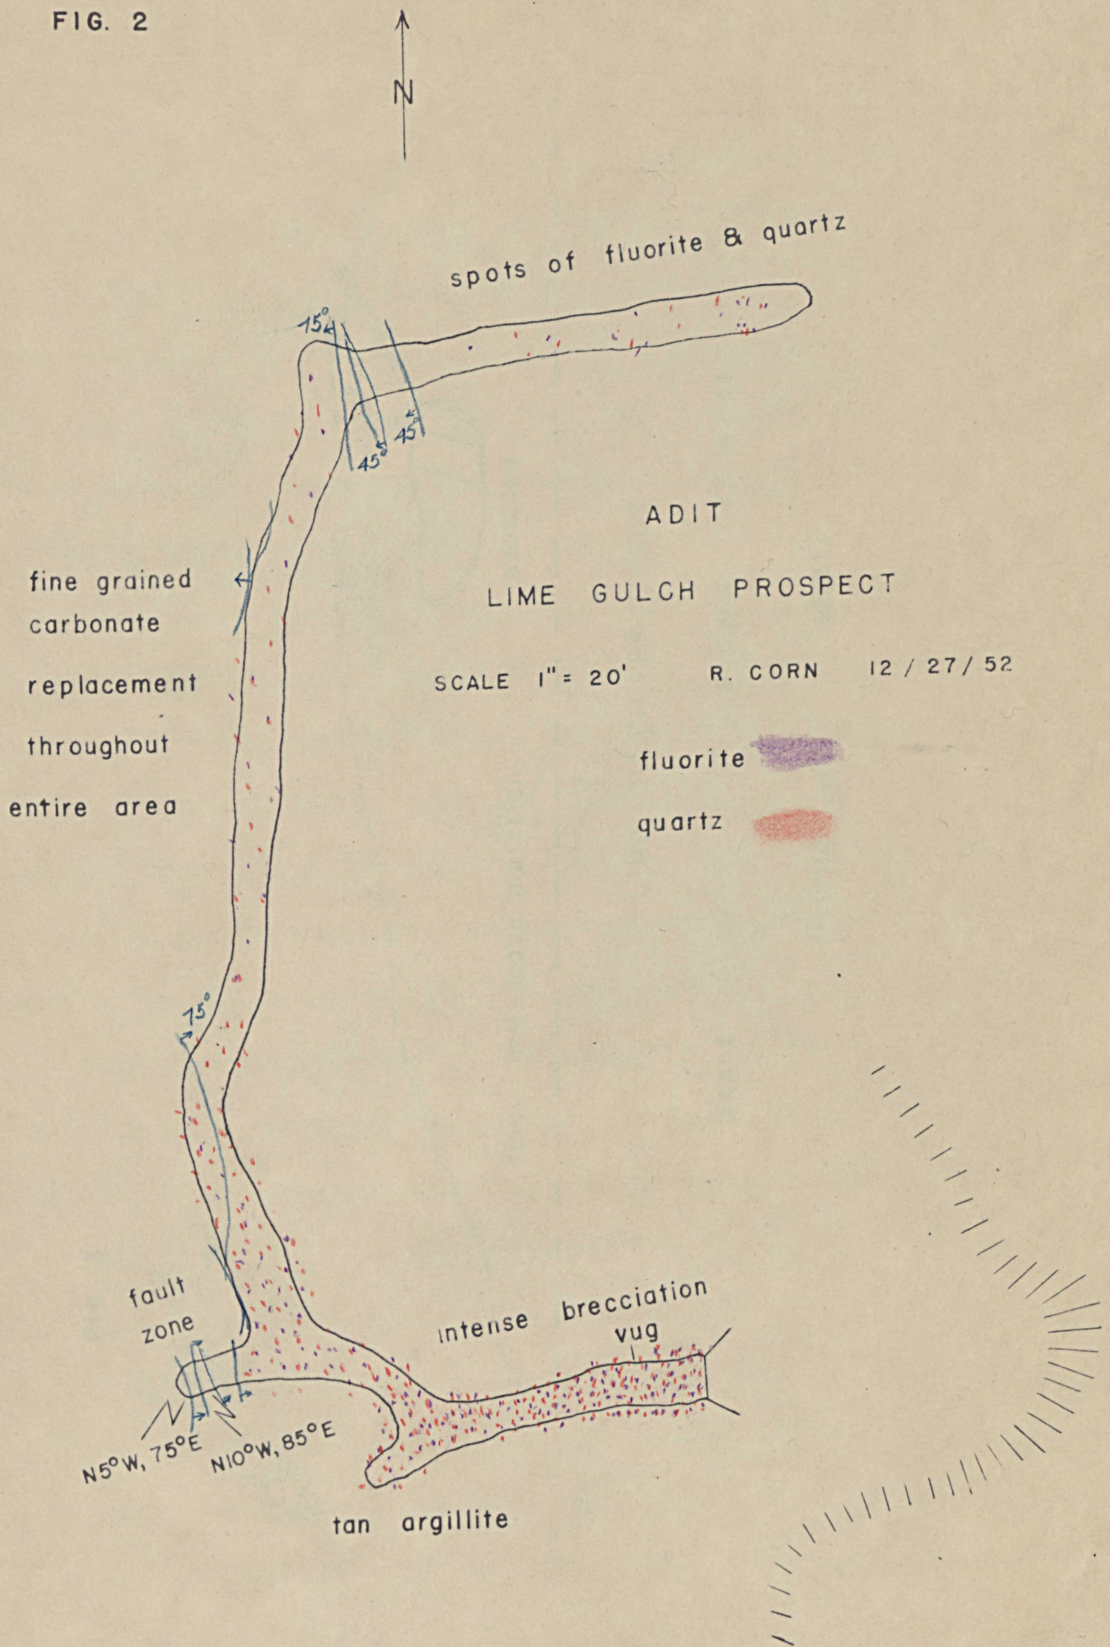 FIG. 2
N
spots of fluorite & quartz
75°
45°
45°
ADIT
LIME GULCH PROSPECT
SCALE 1" = 20' R. CORN 12 / 27 / 52
fluorite
quartz
fine grained
carbonate
replacement
throughout
entire area
75°
fault
zone
intense brecciation
vug
N5°W, 75°E
N10°W, 85°E
tan argillite